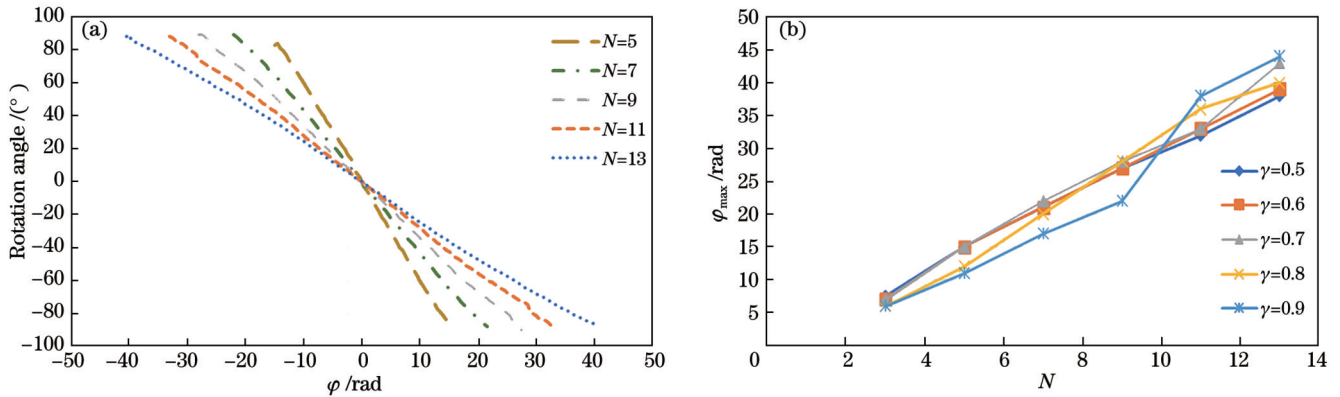 (a)
Rotation angle /(°)
100
80
60
40
20
0
−20
−40
−60
−80
−100
−50
−40
−30
−20
−10
0
10
20
30
40
50
φ /rad
N=5
N=7
N=9
N=11
N=13
(b)
φmax /rad
50
45
40
35
30
25
20
15
10
5
0
2
4
6
8
10
12
14
N
γ=0.5
γ=0.6
γ=0.7
γ=0.8
γ=0.9